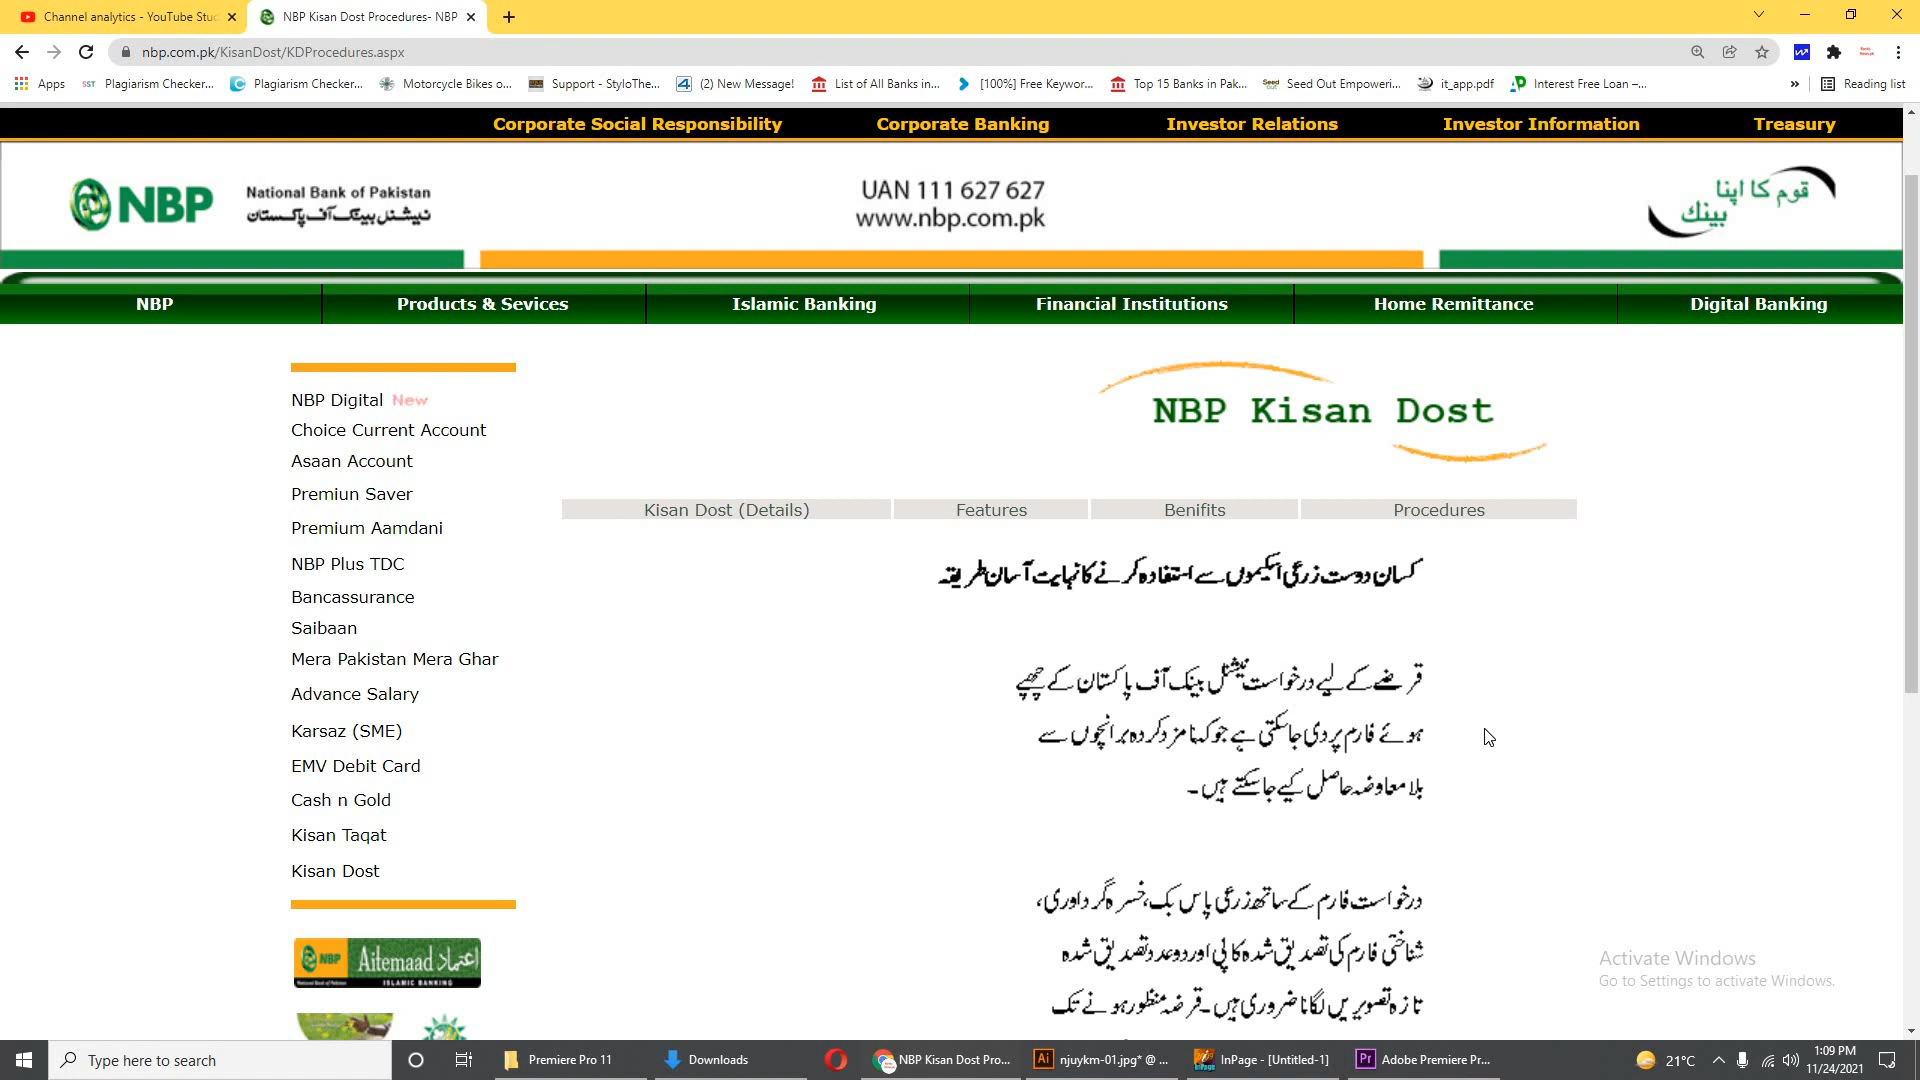 Channel analytics - YouTube Stu
NBP Kisan Dost Procedures- NBP
nbp.com.pk/KisanDost/KDProcedures.aspx
Apps
SST Plagiarism Checker...
Plagiarism Checker...
Motorcycle Bikes o...
Support - StyloThe...
(2) New Message!
List of All Banks in...
[100%] Free Keywor...
Top 15 Banks in Pak...
Seed Out Empoweri...
it_app.pdf
Interest Free Loan –...
»
Reading list
Corporate Social Responsibility
Corporate Banking
Investor Relations
Investor Information
Treasury
NBP
National Bank of Pakistan
نیشنل بینک آف پاکستان
UAN 111 627 627
www.nbp.com.pk
قوم کا اپنا
بینک
NBP
Products & Sevices
Islamic Banking
Financial Institutions
Home Remittance
Digital Banking
NBP Digital New
Choice Current Account
Asaan Account
Premiun Saver
Premium Aamdani
NBP Plus TDC
Bancassurance
Saibaan
Mera Pakistan Mera Ghar
Advance Salary
Karsaz (SME)
EMV Debit Card
Cash n Gold
Kisan Taqat
Kisan Dost
NBP Aitemaad اعتماد
ISLAMIC BANKING
NBP Kisan Dost
Kisan Dost (Details)
Features
Benifits
Procedures
کسان دوست زرعی اسکیموں سے استفادہ کرنے کا نہایت آسان طریقہ
قرضے کے لیے درخواست نیشنل بینک آف پاکستان کے چھپے
ہوئے فارم پر دی جاسکتی ہے جو کہ نامزد کردہ برانچوں سے
بلا معاوضہ حاصل کیے جاسکتے ہیں ۔
درخواست فارم کے ساتھ زرعی پاس بک، خسرہ گرداوری،
شناختی فارم کی تصدیق شدہ کاپی اور دو عدد تصدیق شدہ
تازہ تصویریں لگانا ضروری ہیں۔ قرضہ منظور ہونے تک
Activate Windows
Go to Settings to activate Windows.
Type here to search
Premiere Pro 11
Downloads
NBP Kisan Dost Pro...
njuykm-01.jpg* @ ...
InPage - [Untitled-1]
Adobe Premiere Pr...
21°C
1:09 PM
11/24/2021